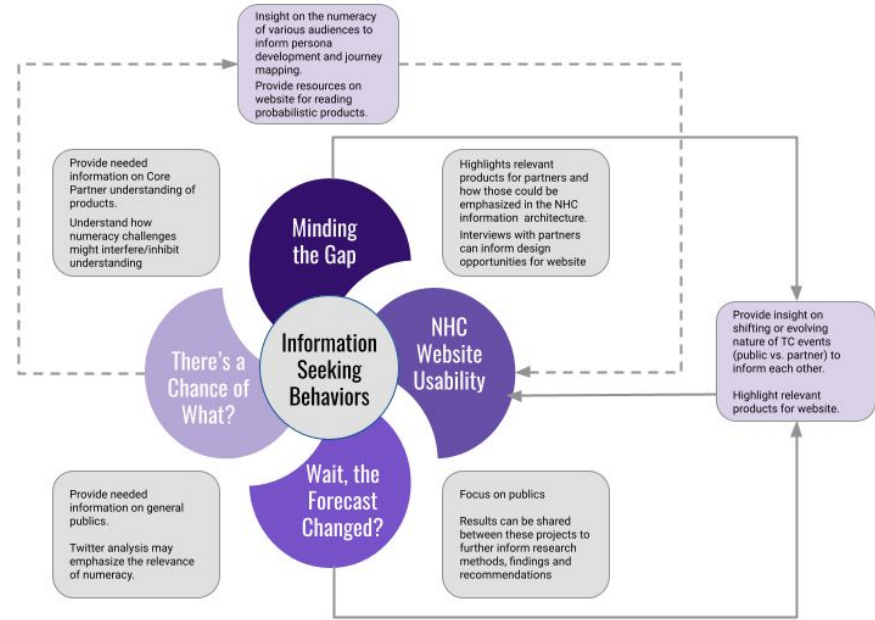 Insight on the numeracy
of various audiences to
inform persona
development and journey
mapping.
Provide resources on
website for reading
probabilistic products.
Provide needed
information on Core
Partner understanding of
products.
Understand how
numeracy challenges
might interfere/inhibit
understanding
Highlights relevant
products for partners and
how those could be
emphasized in the NHC
information architecture.
Interviews with partners
can inform design
opportunities for website
Minding
the Gap
There's a
Chance of
What?
Information
Seeking
Behaviors
NHC
Website
Usability
Provide insight on
shifting or evolving
nature of TC events
(public vs. partner) to
inform each other.
Highlight relevant
products for website.
Wait, the
Forecast
Changed?
Provide needed
information on general
publics.
Twitter analysis may
emphasize the relevance
of numeracy.
Focus on publics
Results can be shared
between these projects to
further inform research
methods, findings and
recommendations